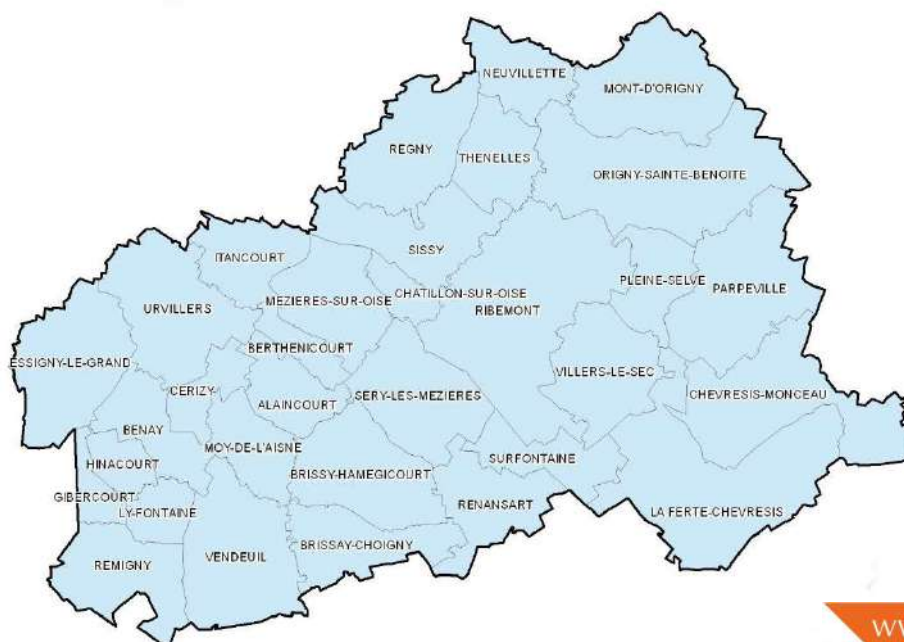 NEUVILLETTE
MONT-D'ORIGNY
REGNY
THENELLES
ORIGNY-SAINTE-BENOITE
SISSY
ITANCOURT
PLEINE-SELVE
PARPEVILLE
MEZIERES-SUR-OISE
CHATILLON-SUR-OISE
URVILLERS
RIBEMONT
BERTHENICOURT
ESSIGNY-LE-GRAND
VILLERS-LE-SEC
CERIZY
ALAINCOURT
SERY-LES-MEZIERES
CHEVRESIS-MONCEAU
BENAY
MOY-DE-L'AISNE
HINACOURT
SURFONTAINE
BRISSY-HAMEGICOURT
GIBERCOURT
RENANSART
LY-FONTAINE
LA FERTE-CHEVRESIS
BRISSAY-CHOIGNY
VENDEUIL
REMIGNY